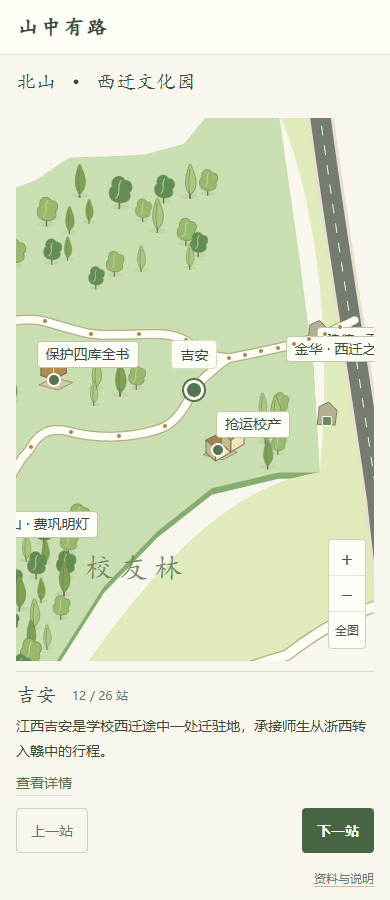 山中有路
北山 • 西迁文化园
保护四库全书
吉安
金华 · 西迁之
抢运校产
· 费巩明灯
校友林
+
−
全图
吉安 12 / 26 站
江西吉安是学校西迁途中一处迁驻地，承接师生从浙西转
入赣中的行程。
查看详情
上一站
下一站
资料与说明